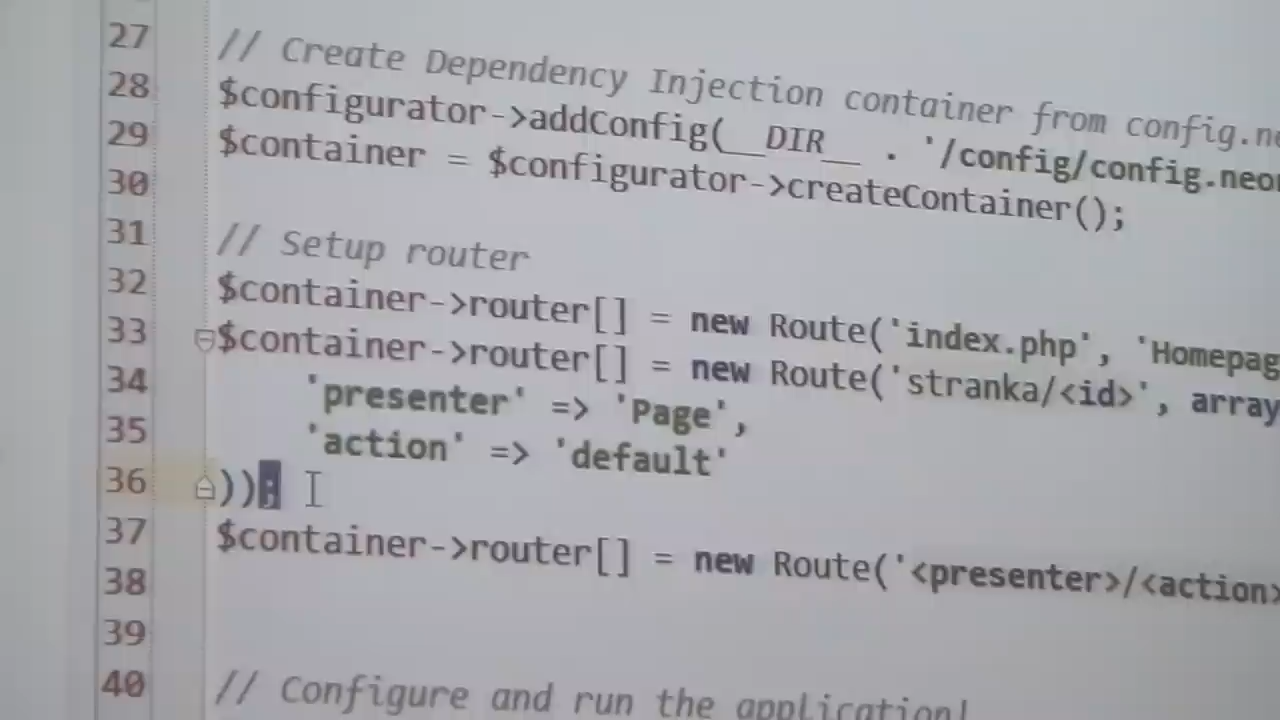 27 // Create Dependency Injection container from config.ne
28 $configurator->addConfig(__DIR__ . '/config/config.neon
29 $container = $configurator->createContainer();
30
31 // Setup router
32 $container->router[] = new Route('index.php', 'Homepag
33 $container->router[] = new Route('stranka/<id>', array
34 'presenter' => 'Page',
35 'action' => 'default'
36 ));
37 $container->router[] = new Route('<presenter>/<action>
38
39
40 // Configure and run the application!